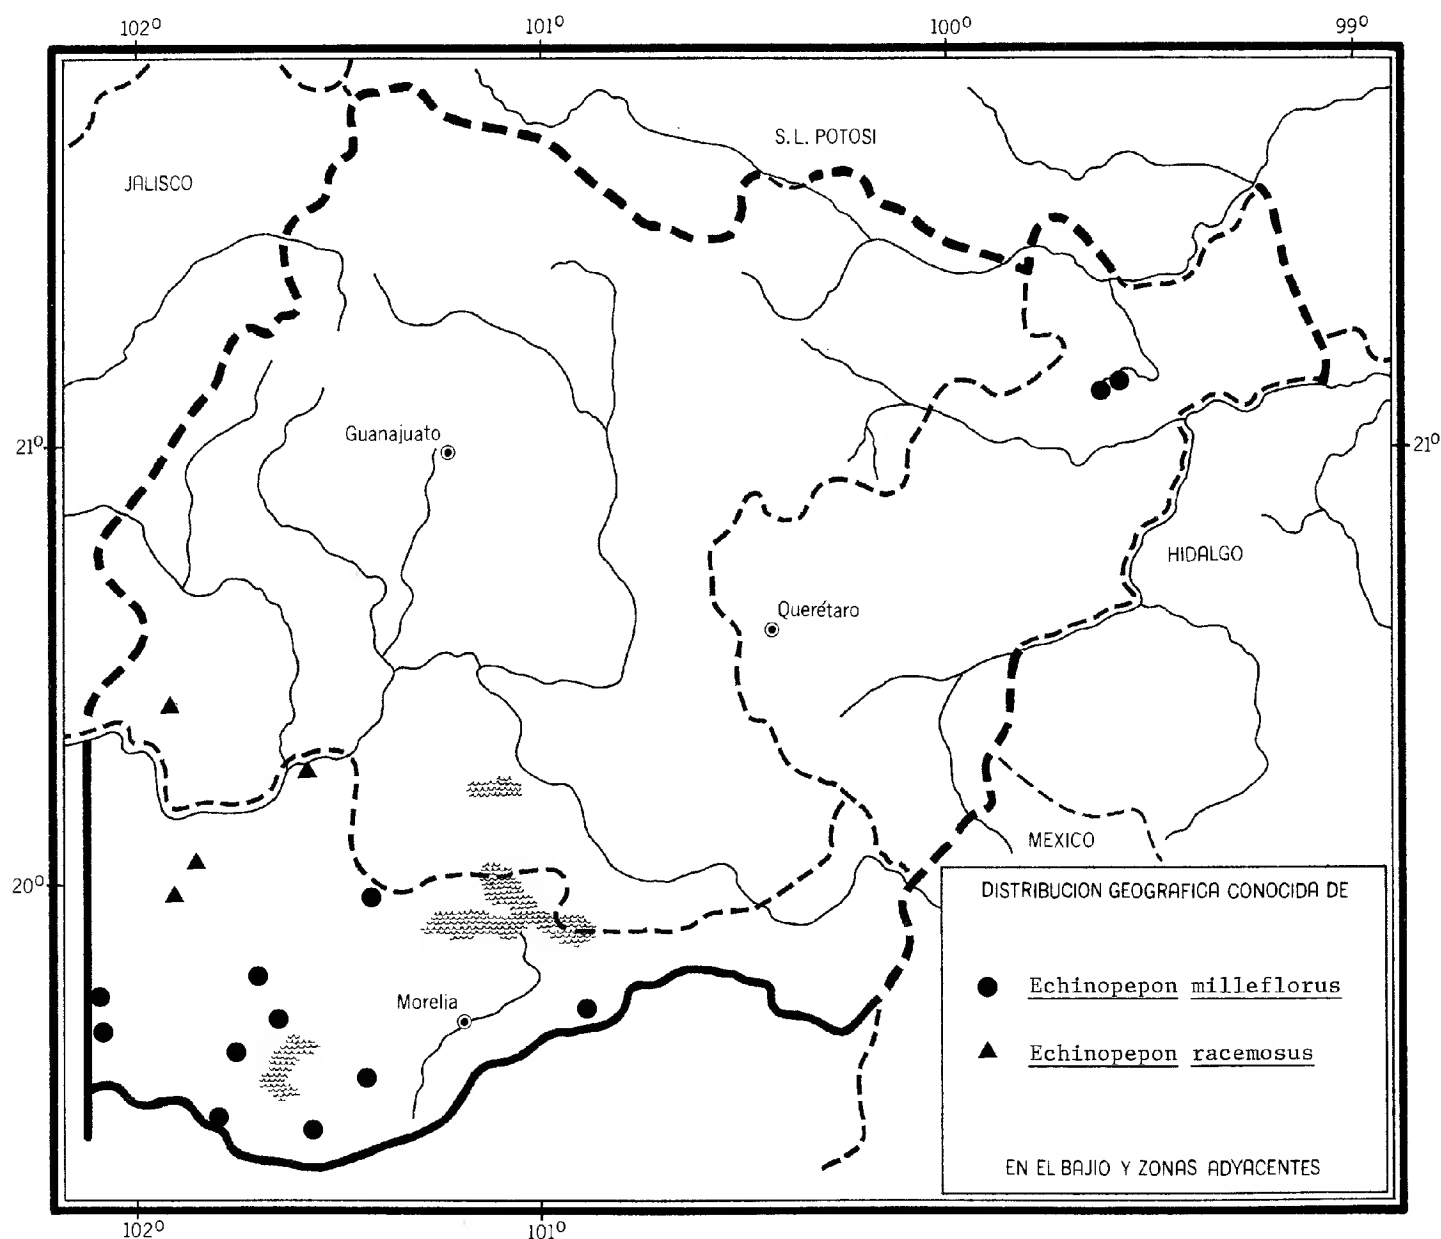 102° 101° 100° 99°
S.L. POTOSI
JALISCO
Guanajuato
21° 21°
HIDALGO
Querétaro
MEXICO
20°
DISTRIBUCION GEOGRAFICA CONOCIDA DE
Echinopepon milleflorus
Morelia
Echinopepon racemosus
EN EL BAJIO Y ZONAS ADYACENTES
102° 101°